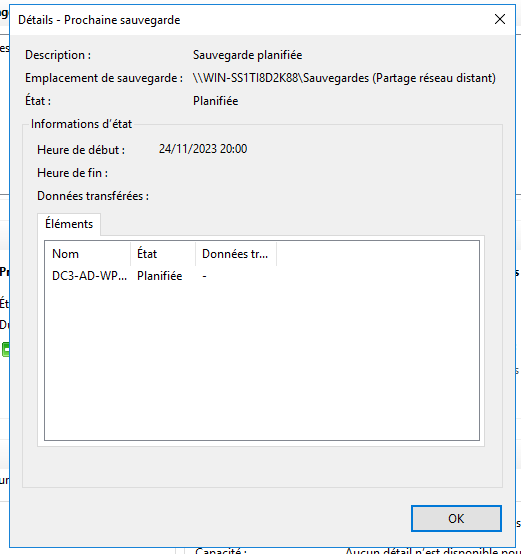 Détails - Prochaine sauvegarde
Description : Sauvegarde planifiée
Emplacement de sauvegarde : \\WIN-SS1TI8D2K88\Sauvegardes (Partage réseau distant)
État : Planifiée
Informations d'état
Heure de début : 24/11/2023 20:00
Heure de fin :
Données transférées :
Éléments
Nom État Données tr...
DC3-AD-WP... Planifiée -
OK
Capacité : Aucun détail n'est disponible pou